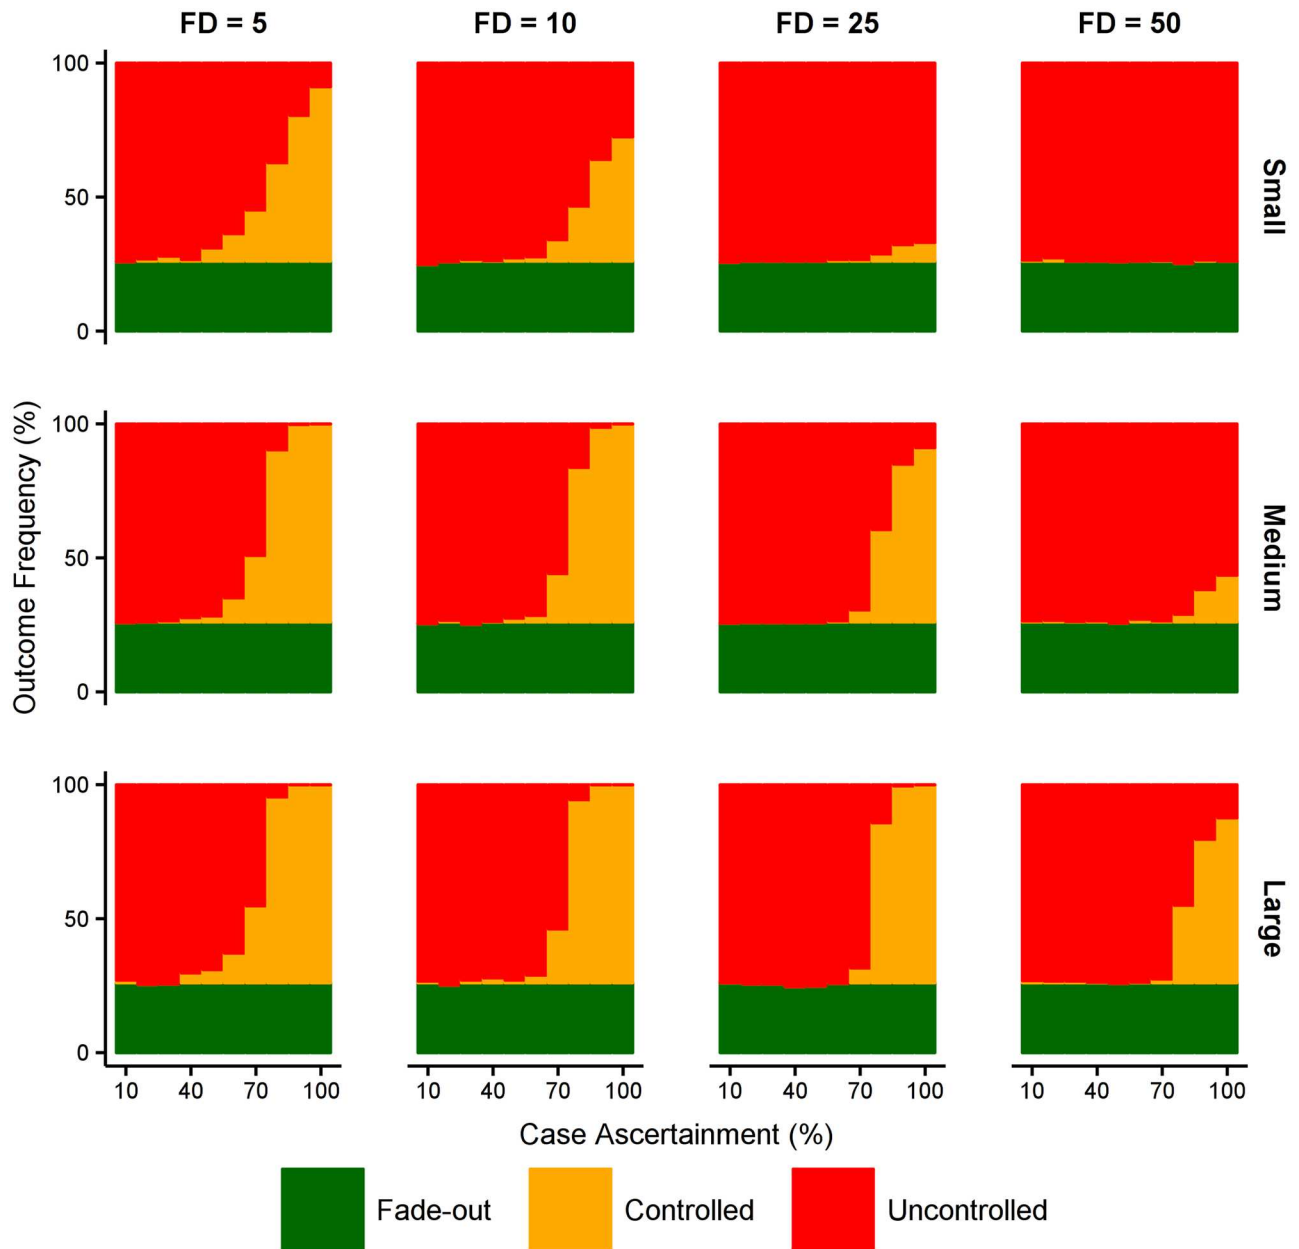 FD = 5 FD = 10 FD = 25 FD = 50
100
50
0
Small
100
50
0
Medium
100
50
0
Large
Outcome Frequency (%)
10 40 70 100 10 40 70 100 10 40 70 100 10 40 70 100
Case Ascertainment (%)
Fade-out Controlled Uncontrolled